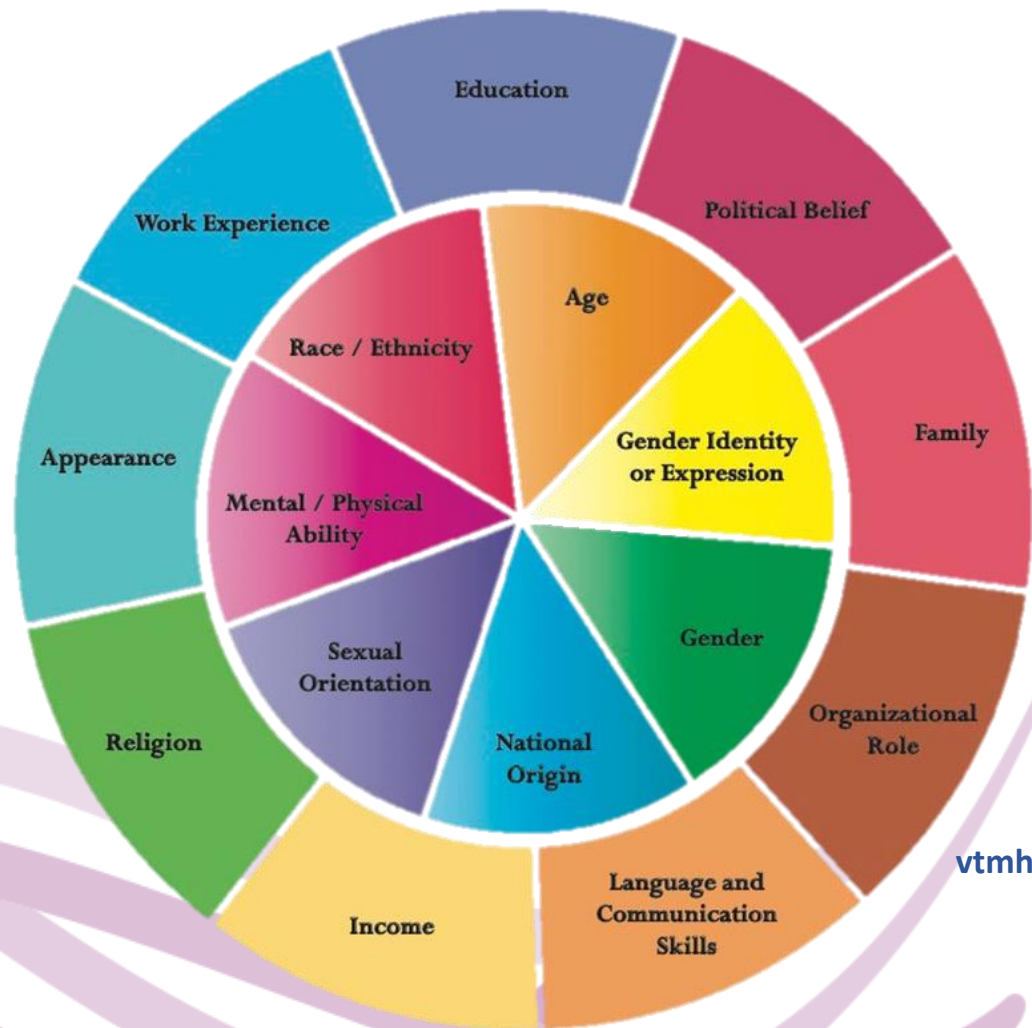 Education
Political Belief
Family
Organizational
Role
Language and
Communication
Skills
Income
Religion
Appearance
Work Experience
Age
Gender Identity
or Expression
Gender
National
Origin
Sexual
Orientation
Mental / Physical
Ability
Race / Ethnicity
vtmh